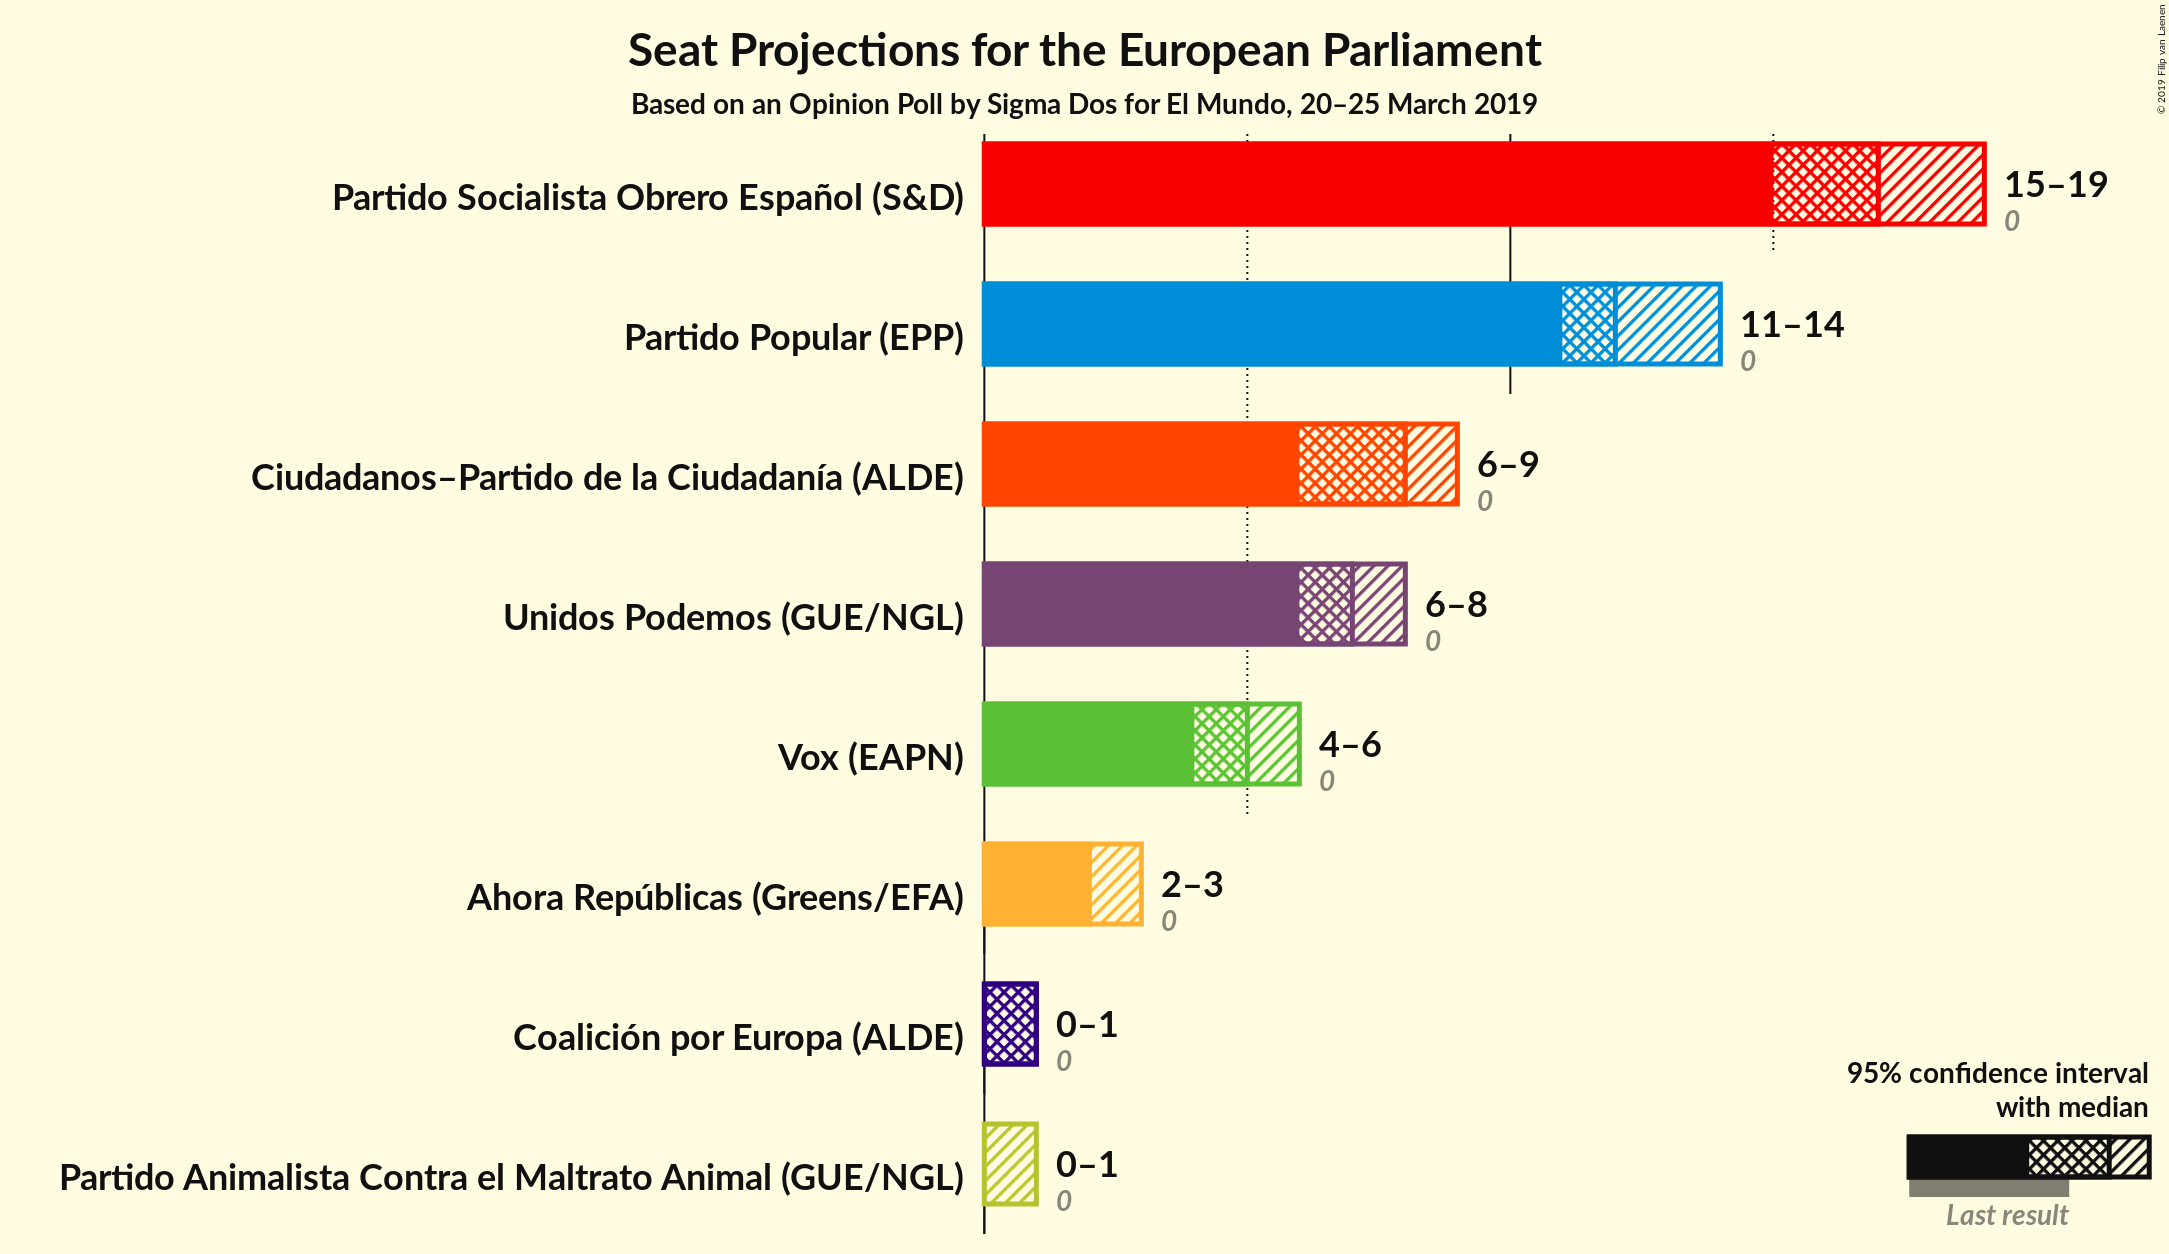 Seat Projections for the European Parliament
Based on an Opinion Poll by Sigma Dos for El Mundo, 20–25 March 2019
© 2019 Filip van Laenen
Partido Socialista Obrero Español (S&D)
15–19
0
Partido Popular (EPP)
11–14
0
Ciudadanos–Partido de la Ciudadanía (ALDE)
6–9
0
Unidos Podemos (GUE/NGL)
6–8
0
Vox (EAPN)
4–6
0
Ahora Repúblicas (Greens/EFA)
2–3
0
Coalición por Europa (ALDE)
0–1
0
Partido Animalista Contra el Maltrato Animal (GUE/NGL)
0–1
0
95% confidence interval
with median
Last result